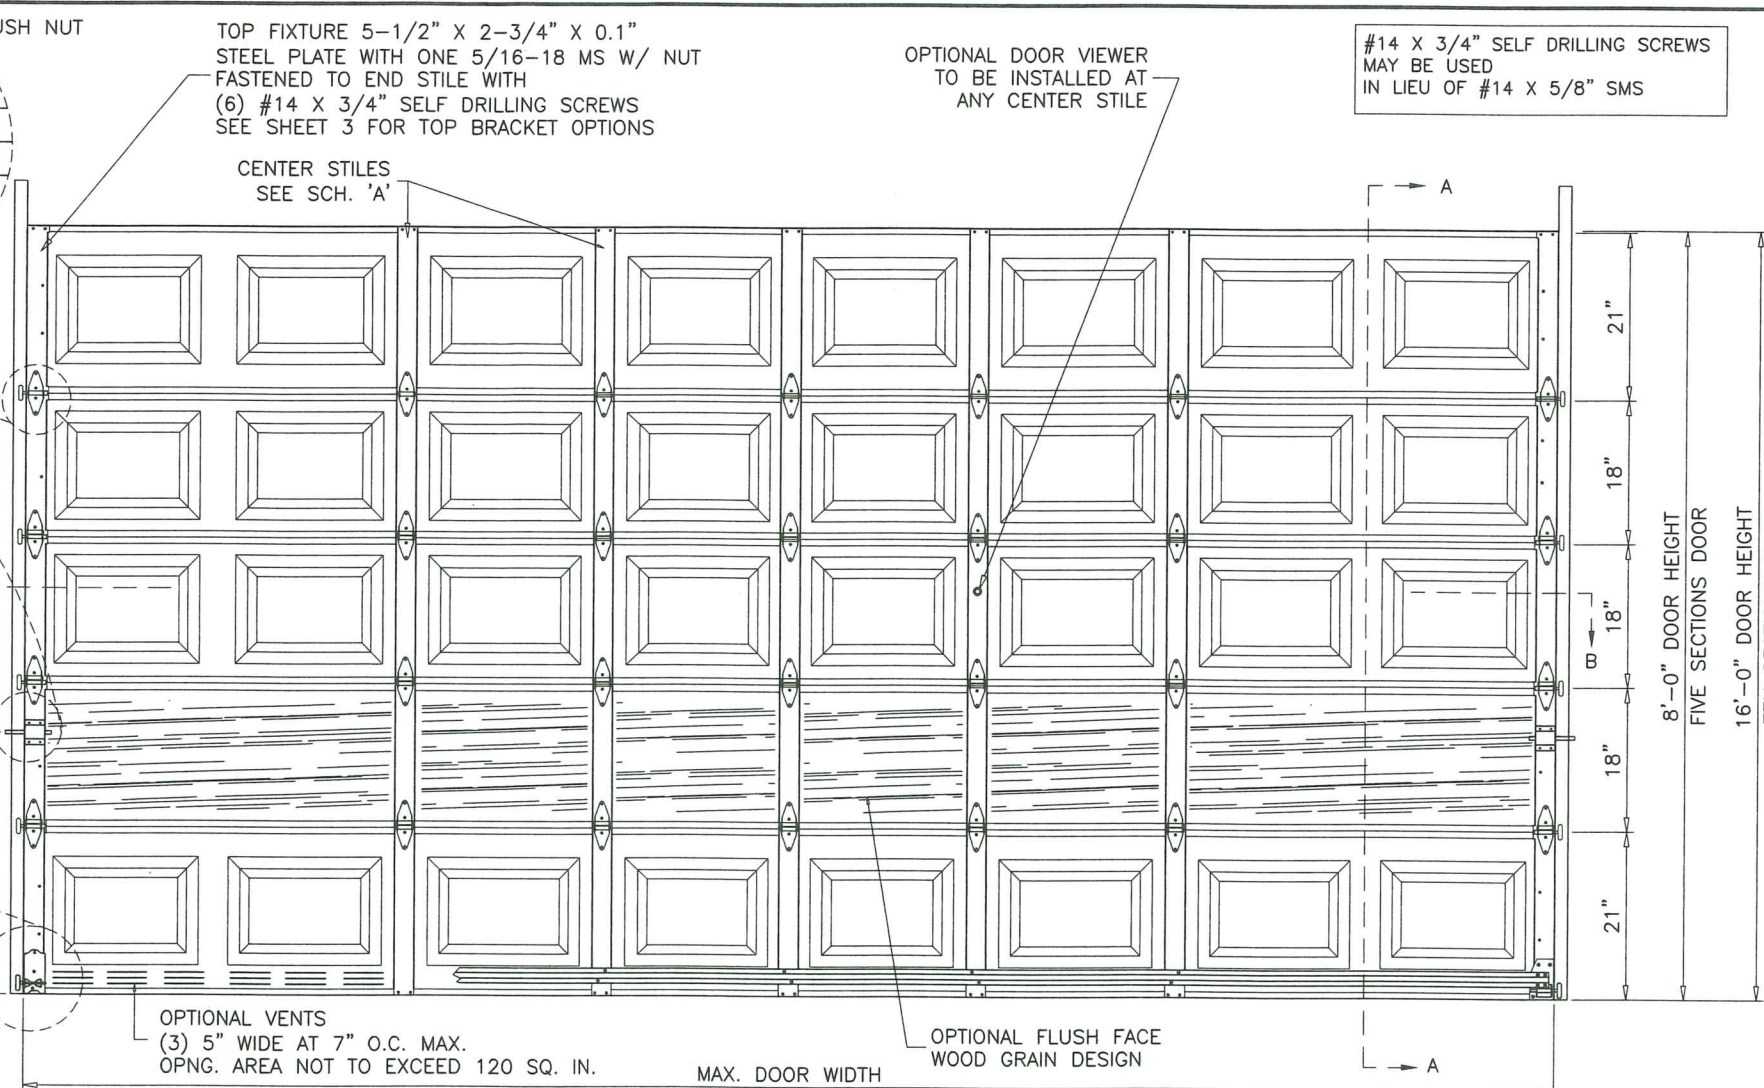 USH NUT
TOP FIXTURE 5-1/2" X 2-3/4" X 0.1"
STEEL PLATE WITH ONE 5/16-18 MS W/ NUT
FASTENED TO END STILE WITH
(6) #14 X 3/4" SELF DRILLING SCREWS
SEE SHEET 3 FOR TOP BRACKET OPTIONS
CENTER STILES
SEE SCH. 'A'
OPTIONAL DOOR VIEWER
TO BE INSTALLED AT
ANY CENTER STILE
#14 X 3/4" SELF DRILLING SCREWS
MAY BE USED
IN LIEU OF #14 X 5/8" SMS
A
21"
18"
18"
B
18"
21"
8'-0" DOOR HEIGHT
FIVE SECTIONS DOOR
16'-0" DOOR HEIGHT
OPTIONAL VENTS
(3) 5" WIDE AT 7" O.C. MAX.
OPNG. AREA NOT TO EXCEED 120 SQ. IN.
OPTIONAL FLUSH FACE
WOOD GRAIN DESIGN
MAX. DOOR WIDTH
A